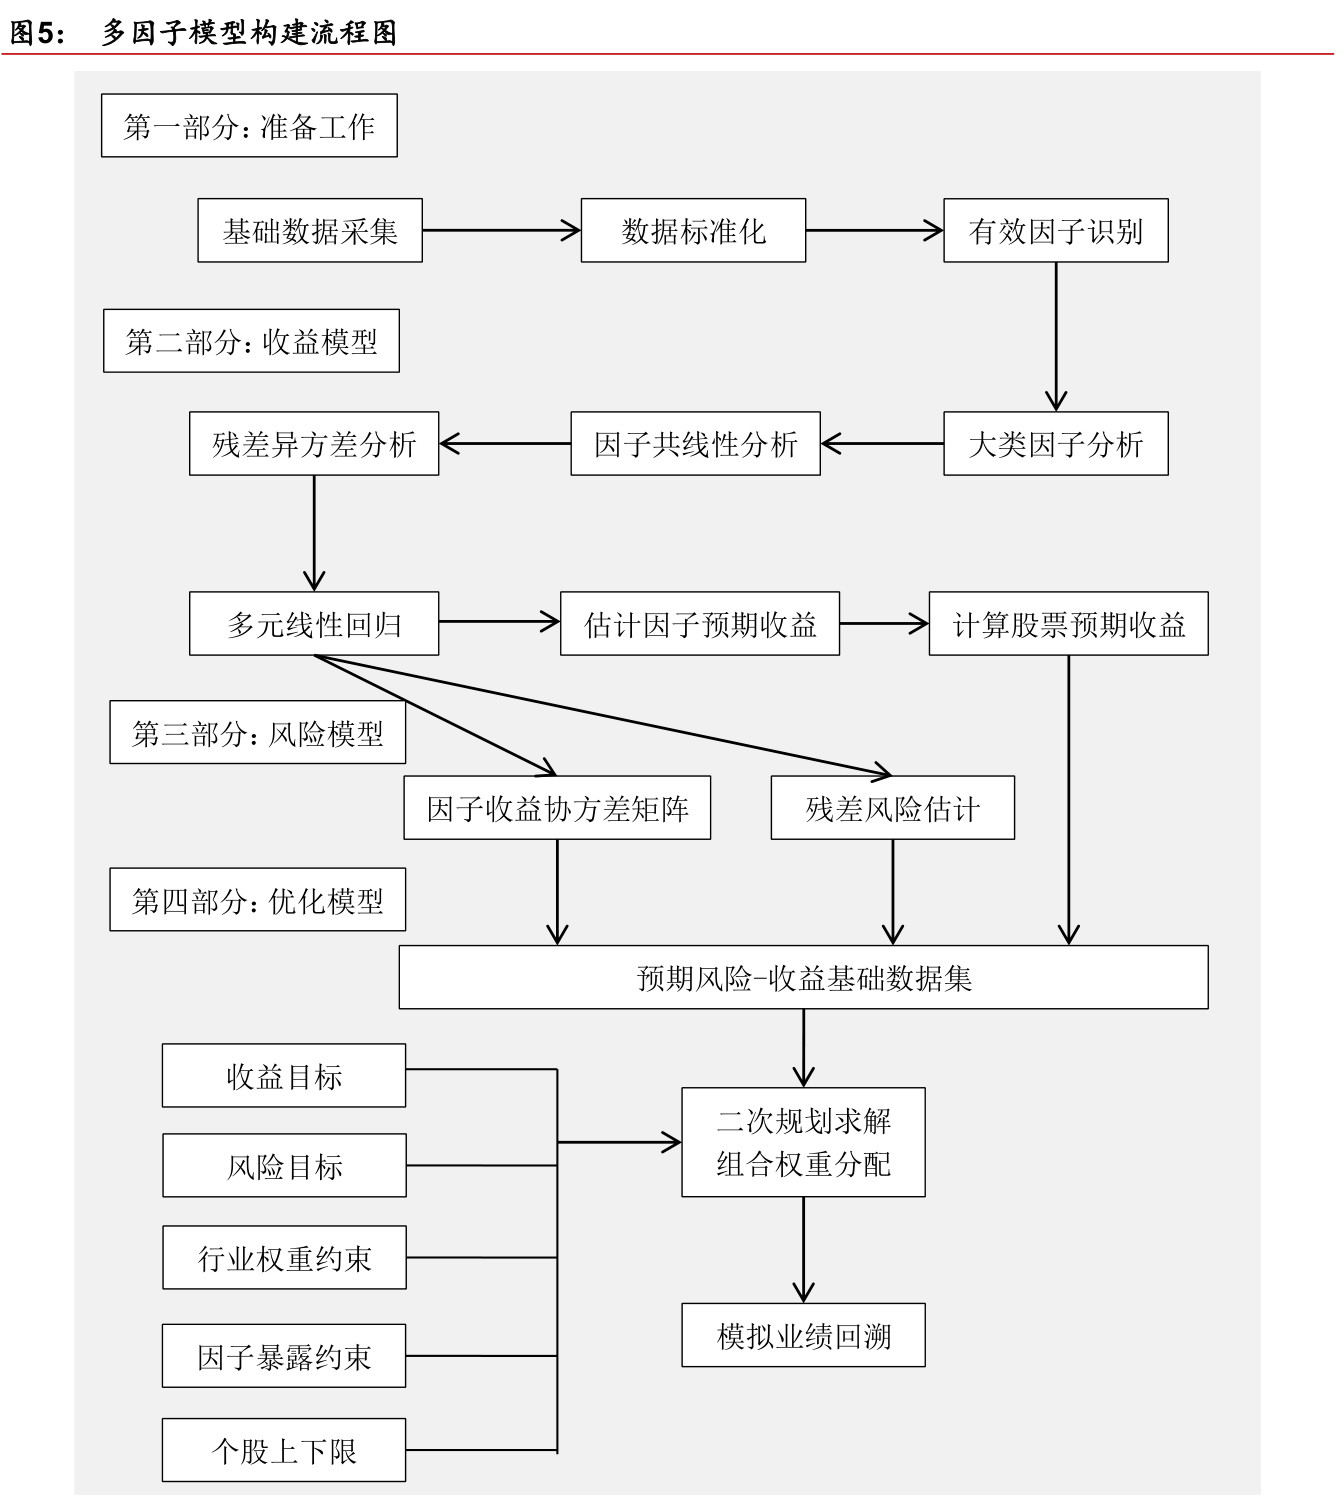 图5： 多因子模型构建流程图
第一部分：准备工作
基础数据采集
数据标准化
有效因子识别
第二部分：收益模型
残差异方差分析
因子共线性分析
大类因子分析
多元线性回归
估计因子预期收益
计算股票预期收益
第三部分：风险模型
因子收益协方差矩阵
残差风险估计
第四部分：优化模型
预期风险-收益基础数据集
收益目标
二次规划求解
组合权重分配
风险目标
行业权重约束
模拟业绩回溯
因子暴露约束
个股上下限